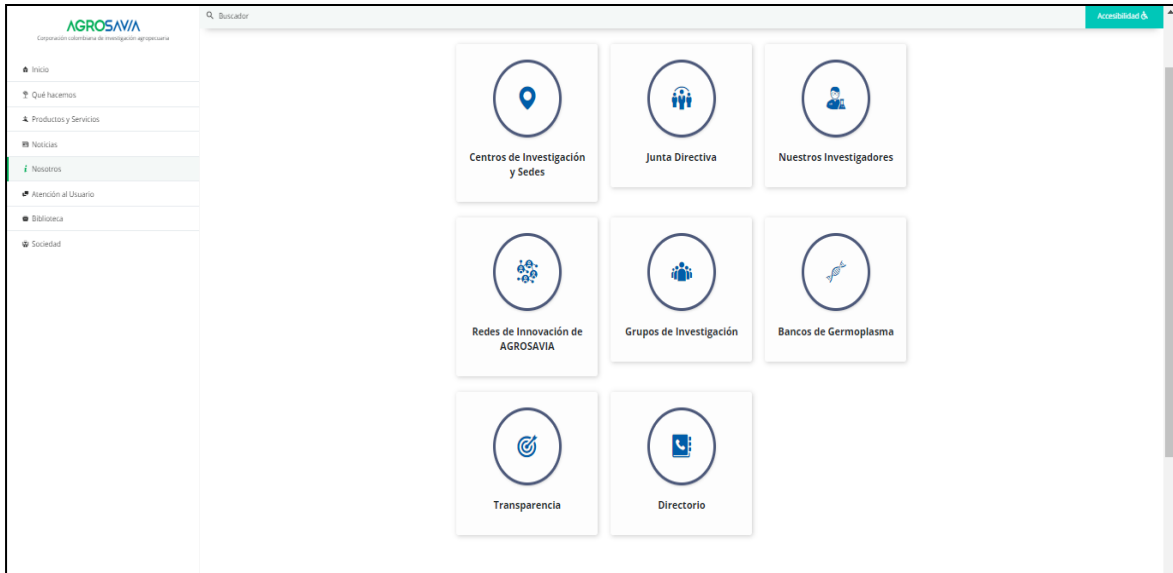 AGROSAVIA
Corporación colombiana de investigación agropecuaria
Buscador
Accesibilidad
Inicio
Qué hacemos
Productos y Servicios
Noticias
Nosotros
Atención al Usuario
Biblioteca
Sociedad
Centros de Investigación
y Sedes
Junta Directiva
Nuestros Investigadores
Redes de Innovación de
AGROSAVIA
Grupos de Investigación
Bancos de Germoplasma
Transparencia
Directorio